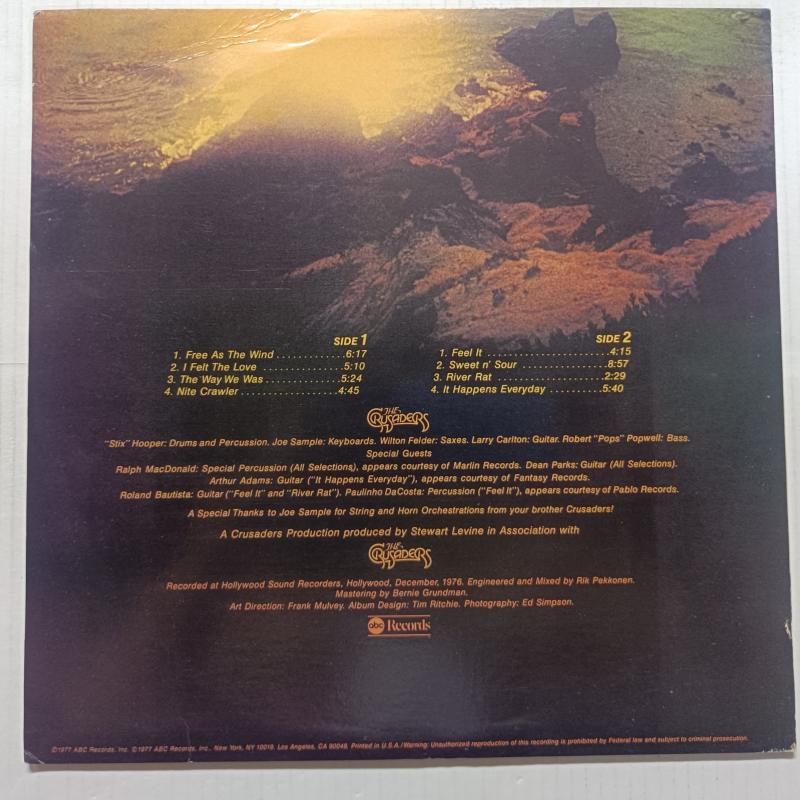 SIDE 1
1. Free As The Wind . . . . . . . . . . . . .6:17
2. I Felt The Love . . . . . . . . . . . . . . .5:10
3. The Way We Was . . . . . . . . . . . . . .5:24
4. Nite Crawler . . . . . . . . . . . . . . . . . .4:45
SIDE 2
1. Feel It . . . . . . . . . . . . . . . . . . . . . . .4:15
2. Sweet n' Sour . . . . . . . . . . . . . . . . .8:57
3. River Rat . . . . . . . . . . . . . . . . . . . .2:29
4. It Happens Everyday . . . . . . . . . . .5:40
THE CRUSADERS
"Stix" Hooper: Drums and Percussion. Joe Sample: Keyboards. Wilton Felder: Saxes. Larry Carlton: Guitar. Robert "Pops" Popwell: Bass.
Special Guests
Ralph MacDonald: Special Percussion (All Selections), appears courtesy of Marlin Records. Dean Parks: Guitar (All Selections).
Arthur Adams: Guitar ("It Happens Everyday"), appears courtesy of Fantasy Records.
Roland Bautista: Guitar ("Feel It" and "River Rat"). Paulinho DaCosta: Percussion ("Feel It"), appears courtesy of Pablo Records.
A Special Thanks to Joe Sample for String and Horn Orchestrations from your brother Crusaders!
A Crusaders Production produced by Stewart Levine in Association with
THE CRUSADERS
Recorded at Hollywood Sound Recorders, Hollywood, December, 1976. Engineered and Mixed by Rik Pekkonen.
Mastering by Bernie Grundman.
Art Direction: Frank Mulvey. Album Design: Tim Ritchie. Photography: Ed Simpson.
abc Records
©1977 ABC Records, Inc. ℗1977 ABC Records, Inc., New York, NY 10019. Los Angeles, CA 90048. Printed in U.S.A./Warning: Unauthorized reproduction of this recording is prohibited by Federal law and subject to criminal prosecution.